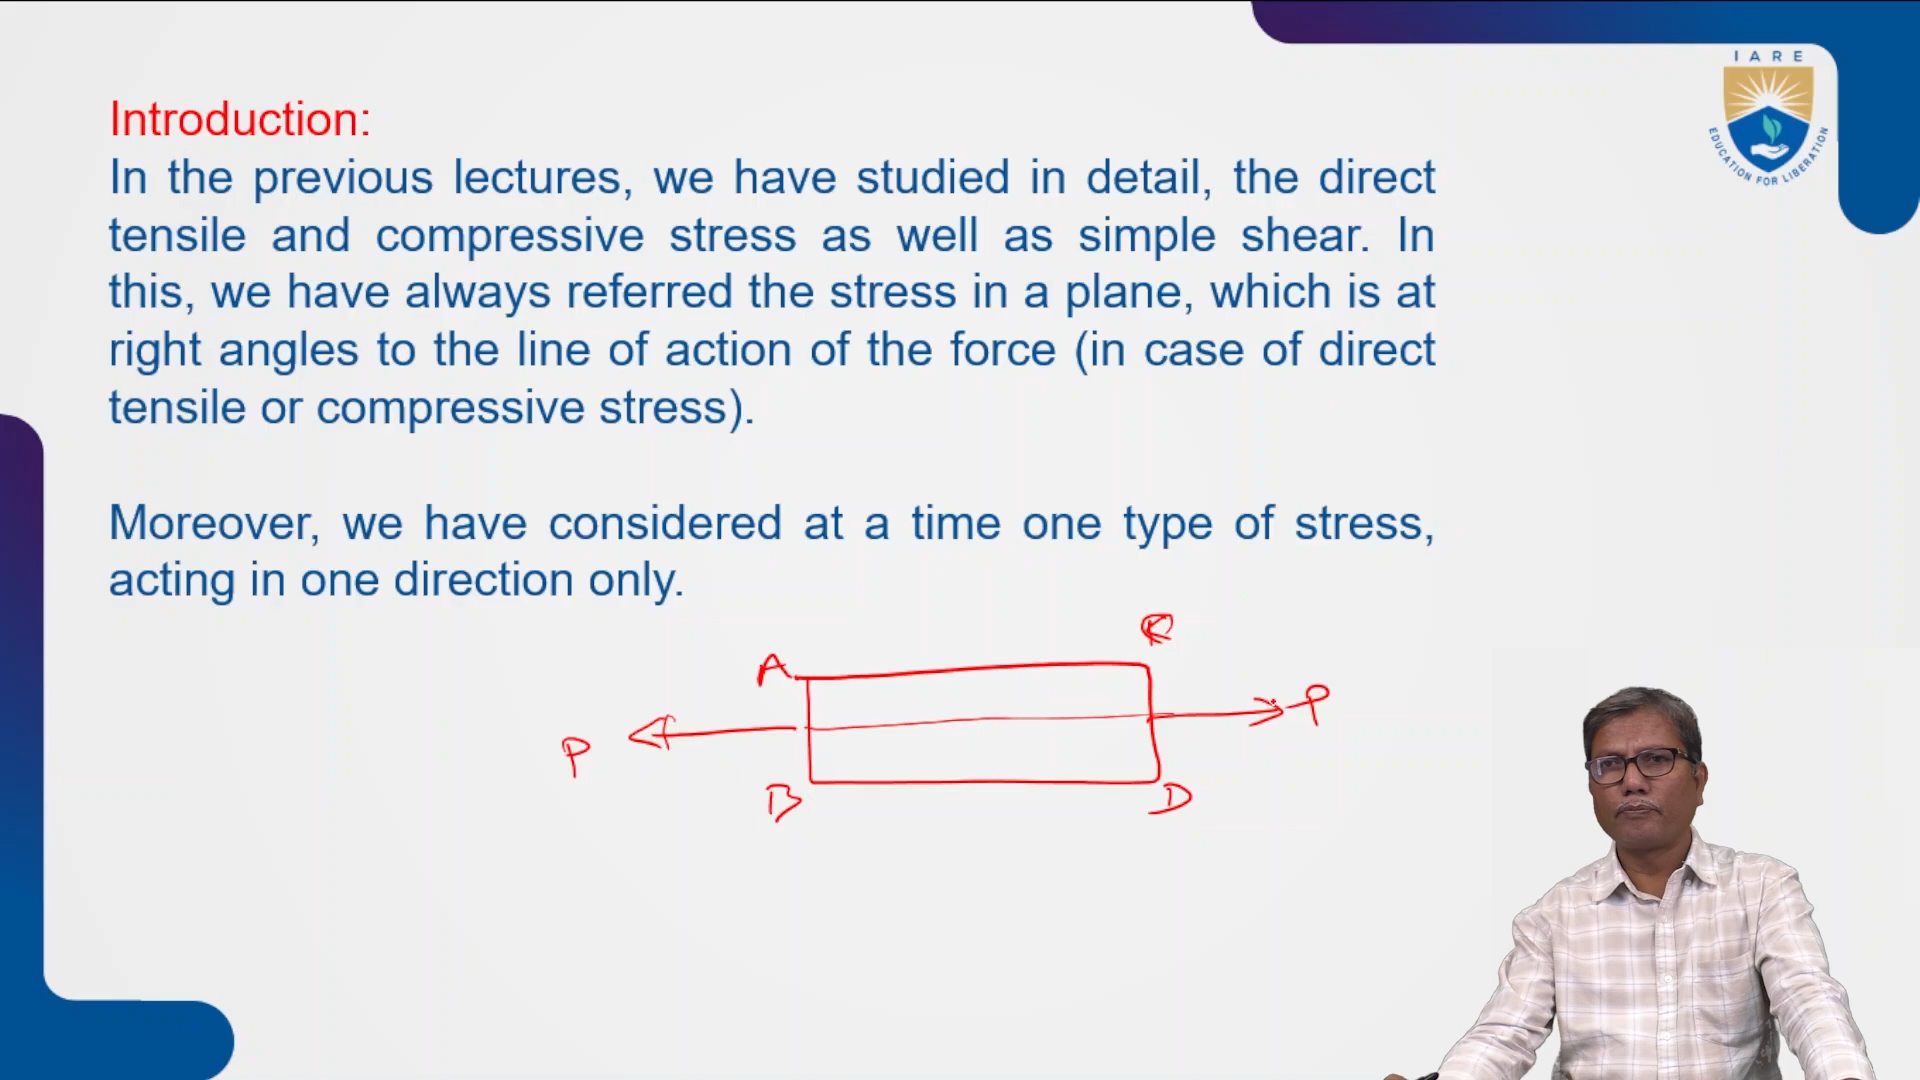 I A R E
EDUCATION FOR LIBERATION
Introduction:
In the previous lectures, we have studied in detail, the direct
tensile and compressive stress as well as simple shear. In
this, we have always referred the stress in a plane, which is at
right angles to the line of action of the force (in case of direct
tensile or compressive stress).
Moreover, we have considered at a time one type of stress,
acting in one direction only.
A
P P
B D